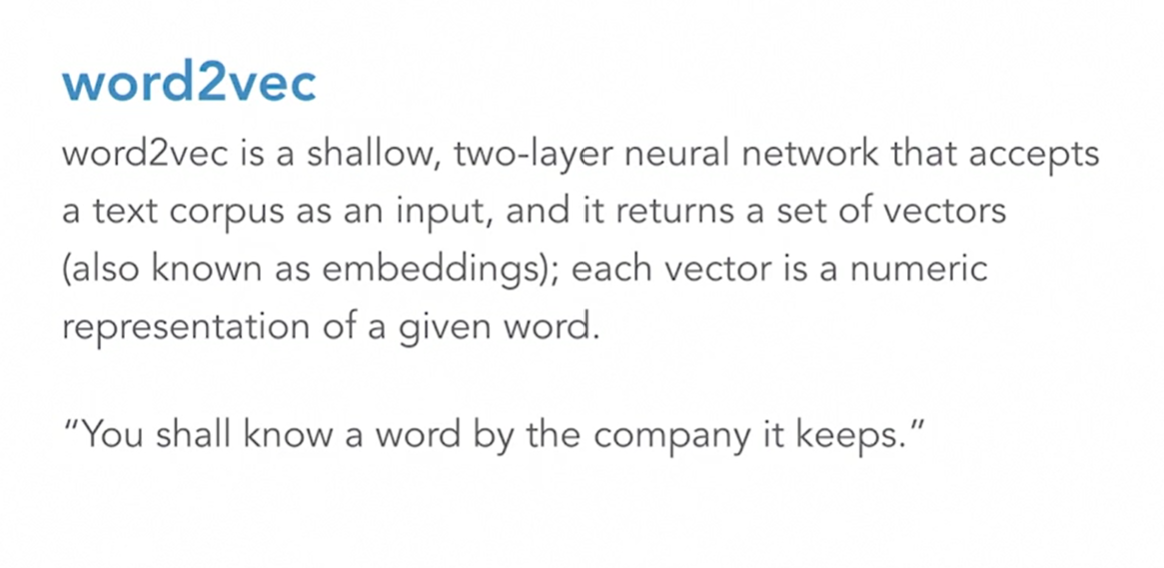 word2vec
word2vec is a shallow, two-layer neural network that accepts
a text corpus as an input, and it returns a set of vectors
(also known as embeddings); each vector is a numeric
representation of a given word.
“You shall know a word by the company it keeps.”